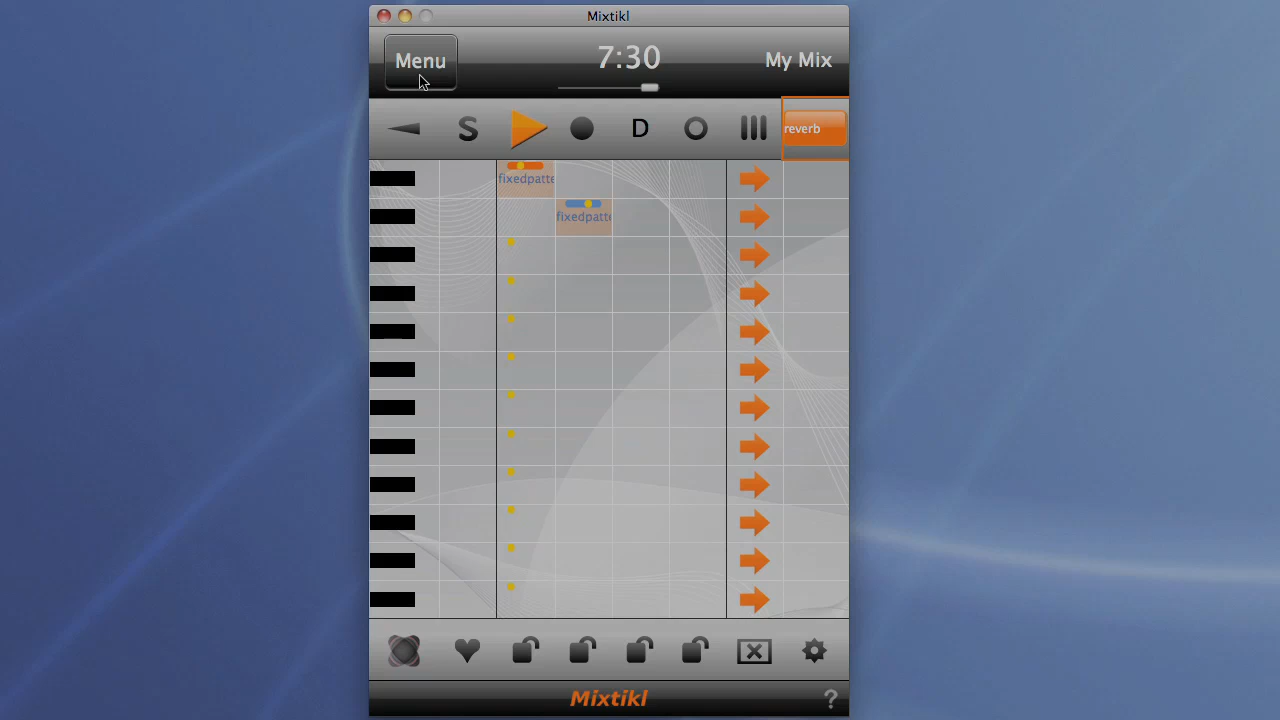 Mixtikl
Menu
7:30
My Mix
S
D
reverb
fixedpatte
fixedpatte
Mixtikl
?